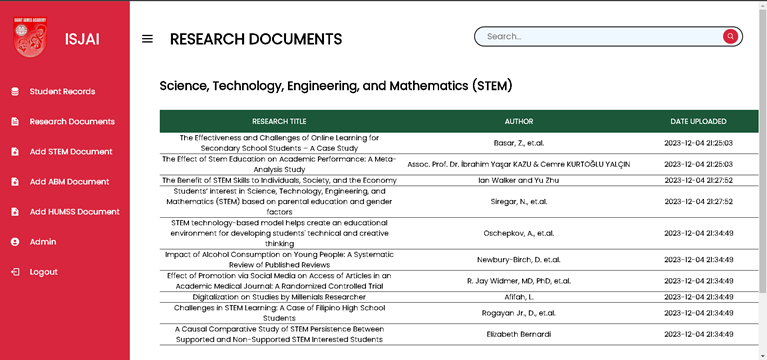 SAINT JAMES ACADEMY
ISJAI
Student Records
Research Documents
Add STEM Document
Add ABM Document
Add HUMSS Document
Admin
Logout
RESEARCH DOCUMENTS
Search...
Science, Technology, Engineering, and Mathematics (STEM)
RESEARCH TITLE AUTHOR DATE UPLOADED
The Effectiveness and Challenges of Online Learning for
Secondary School Students – A Case Study
Basar, Z., et.al.
2023-12-04 21:25:03
The Effect of Stem Education on Academic Performance: A Meta-
Analysis Study
Assoc. Prof. Dr. İbrahim Yaşar KAZU & Cemre KURTOĞLU YALÇIN
2023-12-04 21:25:03
The Benefit of STEM Skills to Individuals, Society, and the Economy
Ian Walker and Yu Zhu
2023-12-04 21:27:52
Students' interest in Science, Technology, Engineering, and
Mathematics (STEM) based on parental education and gender
factors
Siregar, N., et.al.
2023-12-04 21:27:52
STEM technology-based model helps create an educational
environment for developing students' technical and creative
thinking
Oschepkov, A., et.al.
2023-12-04 21:34:49
Impact of Alcohol Consumption on Young People: A Systematic
Review of Published Reviews
Newbury-Birch, D. et.al.
2023-12-04 21:34:49
Effect of Promotion via Social Media on Access of Articles in an
Academic Medical Journal: A Randomized Controlled Trial
R. Jay Widmer, MD, PhD, et.al.
2023-12-04 21:34:49
Digitalization on Studies by Millenials Researcher
Afifah, L.
2023-12-04 21:34:49
Challenges in STEM Learning: A Case of Filipino High School
Students
Rogayan Jr., D., et.al.
2023-12-04 21:34:49
A Causal Comparative Study of STEM Persistence Between
Supported and Non-Supported STEM Interested Students
Elizabeth Bernardi
2023-12-04 21:34:49